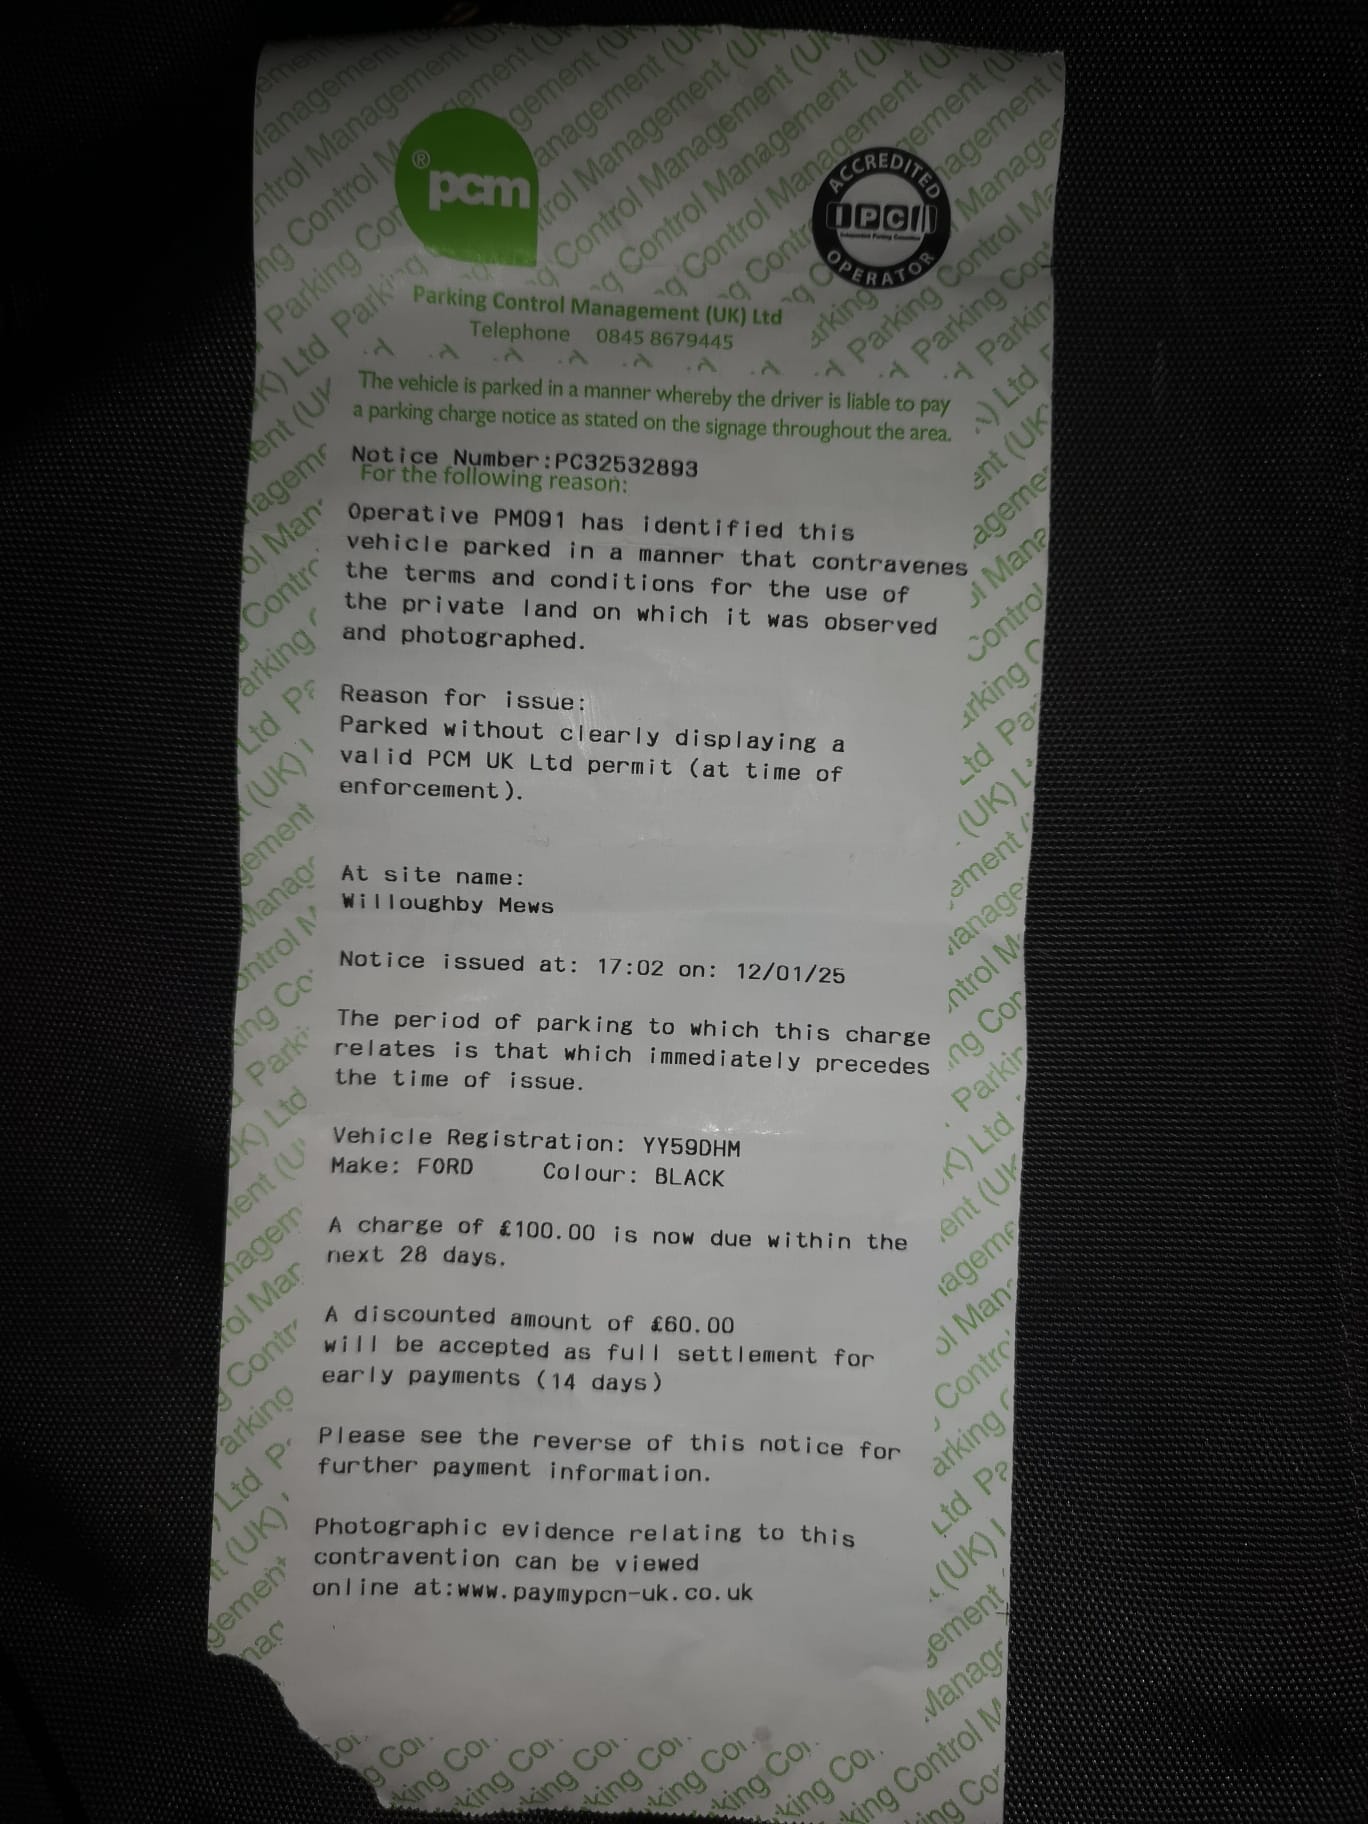 ® pcm
ACCREDITED
IPC
OPERATOR
Parking Control Management (UK) Ltd
Telephone 0845 8679445
The vehicle is parked in a manner whereby the driver is liable to pay
a parking charge notice as stated on the signage throughout the area.
Notice Number:PC32532893
For the following reason:
Operative PM091 has identified this
vehicle parked in a manner that contravenes
the terms and conditions for the use of
the private land on which it was observed
and photographed.
Reason for issue:
Parked without clearly displaying a
valid PCM UK Ltd permit (at time of
enforcement).
At site name:
Willoughby Mews
Notice issued at: 17:02 on: 12/01/25
The period of parking to which this charge
relates is that which immediately precedes
the time of issue.
Vehicle Registration: YY59DHM
Make: FORD Colour: BLACK
A charge of £100.00 is now due within the
next 28 days.
A discounted amount of £60.00
will be accepted as full settlement for
early payments (14 days)
Please see the reverse of this notice for
further payment information.
Photographic evidence relating to this
contravention can be viewed
online at:www.paymypcn-uk.co.uk